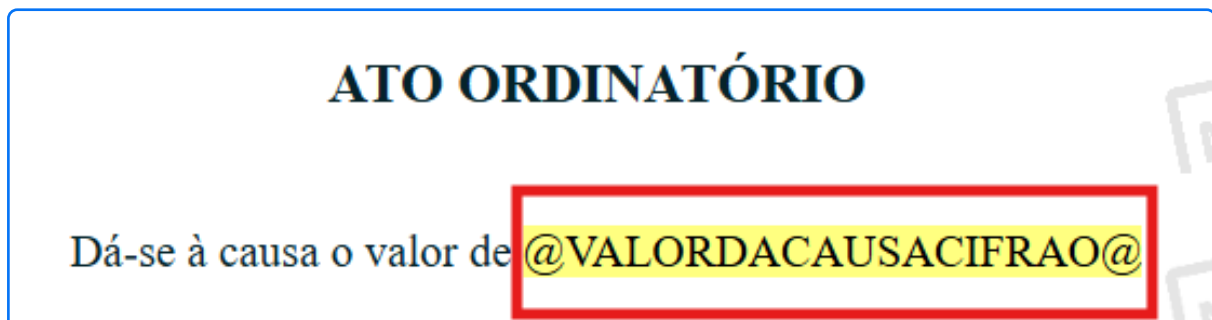 ATO ORDINATÓRIO
Dá-se à causa o valor de @VALORDACAUSACIFRAO@